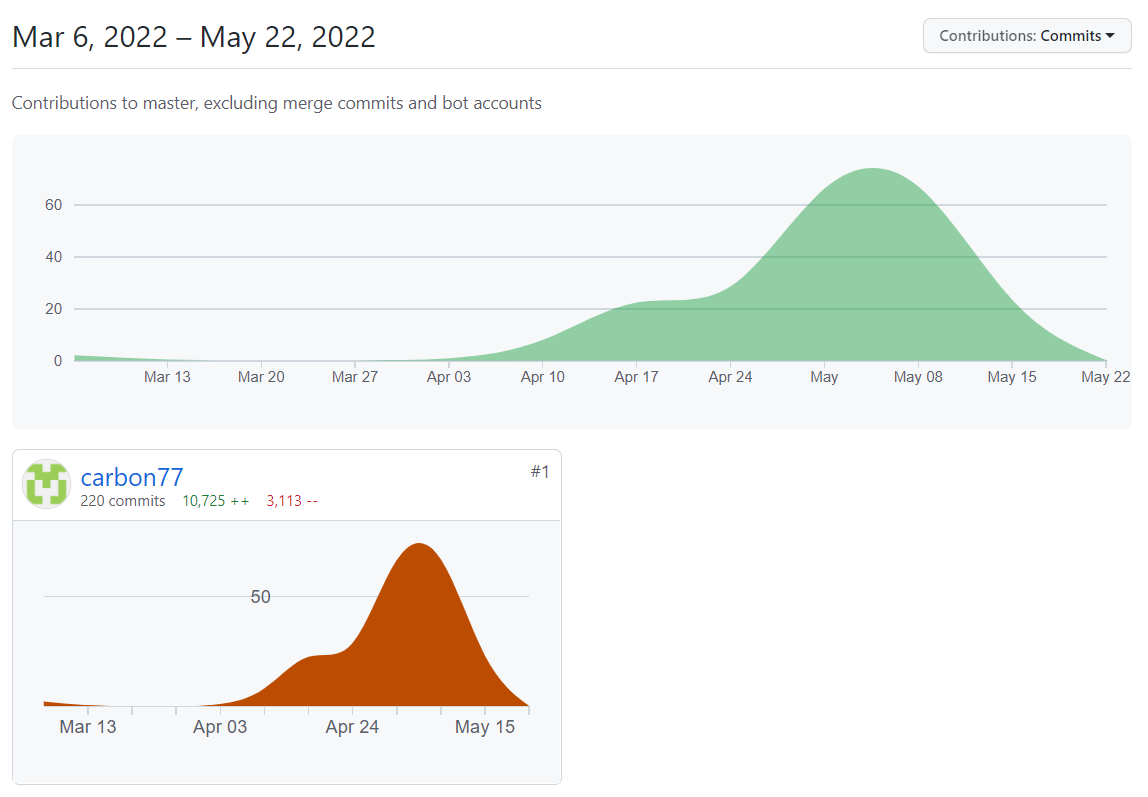 Mar 6, 2022 – May 22, 2022
Contributions: Commits
Contributions to master, excluding merge commits and bot accounts
60
40
20
0
Mar 13 Mar 20 Mar 27 Apr 03 Apr 10 Apr 17 Apr 24 May May 08 May 15 May 22
carbon77
#1
220 commits 10,725 ++ 3,113 --
50
Mar 13 Apr 03 Apr 24 May 15